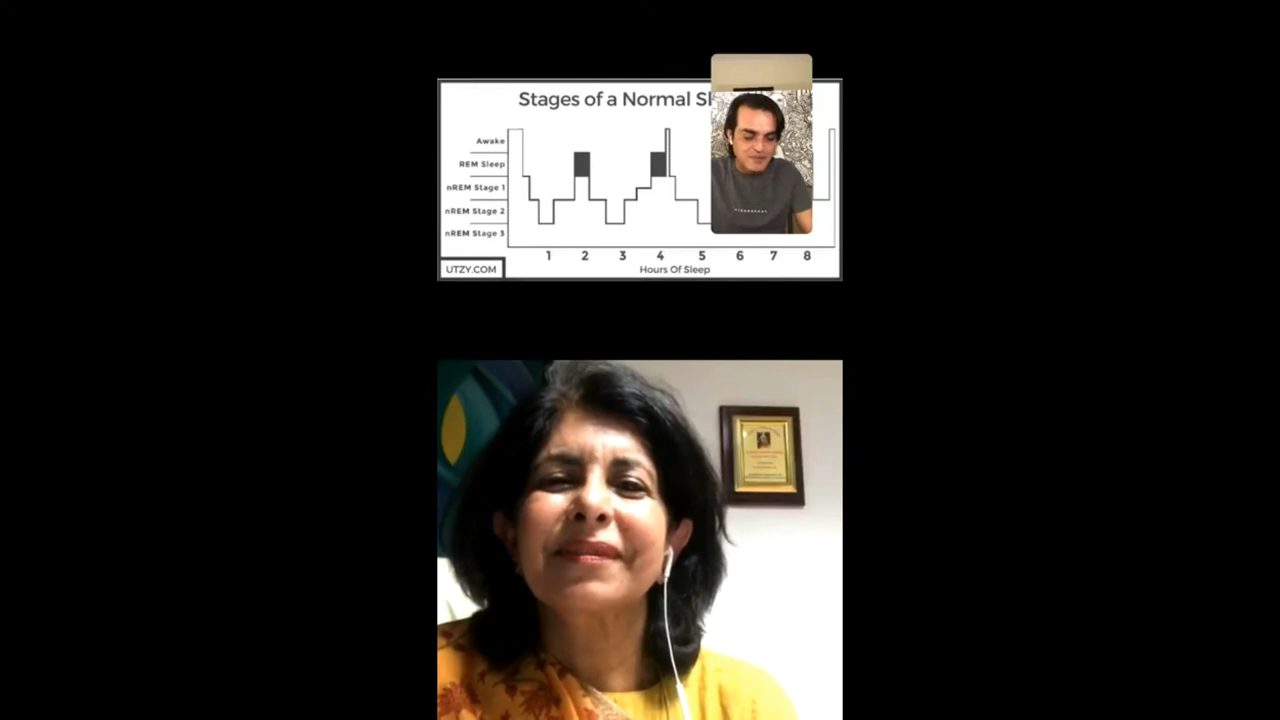 Stages of a Normal Sl
Awake
REM Sleep
nREM Stage 1
nREM Stage 2
nREM Stage 3
1 2 3 4 5 6 7 8
UTZY.COM
Hours Of Sleep